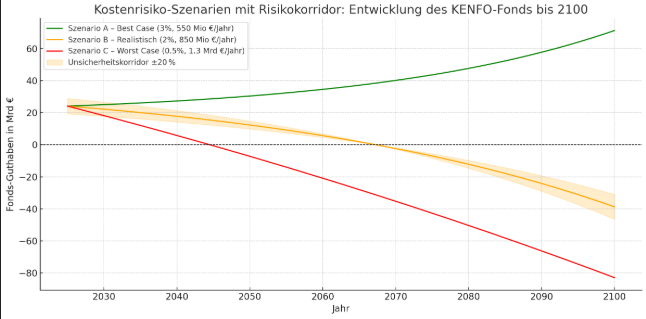 Kostenrisiko-Szenarien mit Risikokorridor: Entwicklung des KENFO-Fonds bis 2100
Szenario A – Best Case (3%, 550 Mio €/Jahr)
Szenario B – Realistisch (2%, 850 Mio €/Jahr)
Szenario C – Worst Case (0.5%, 1.3 Mrd €/Jahr)
Unsicherheitskorridor ±20 %
Fonds-Guthaben in Mrd €
60
40
20
0
−20
−40
−60
−80
2030 2040 2050 2060 2070 2080 2090 2100
Jahr